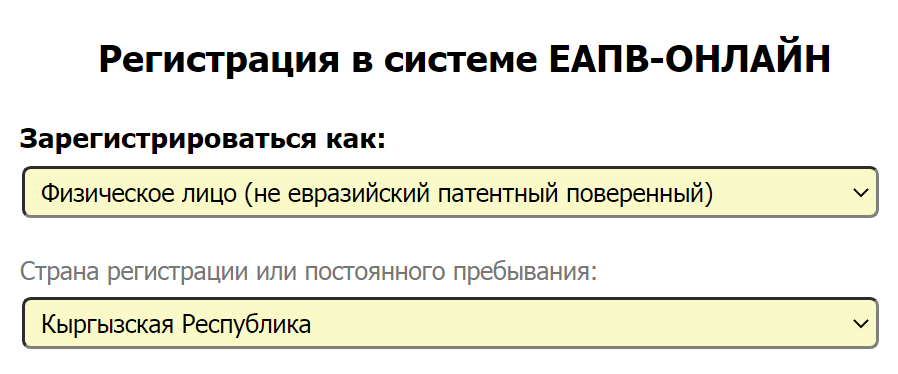 Регистрация в системе ЕАПВ-ОНЛАЙН
Зарегистрироваться как:
Физическое лицо (не евразийский патентный поверенный)
Страна регистрации или постоянного пребывания:
Кыргызская Республика